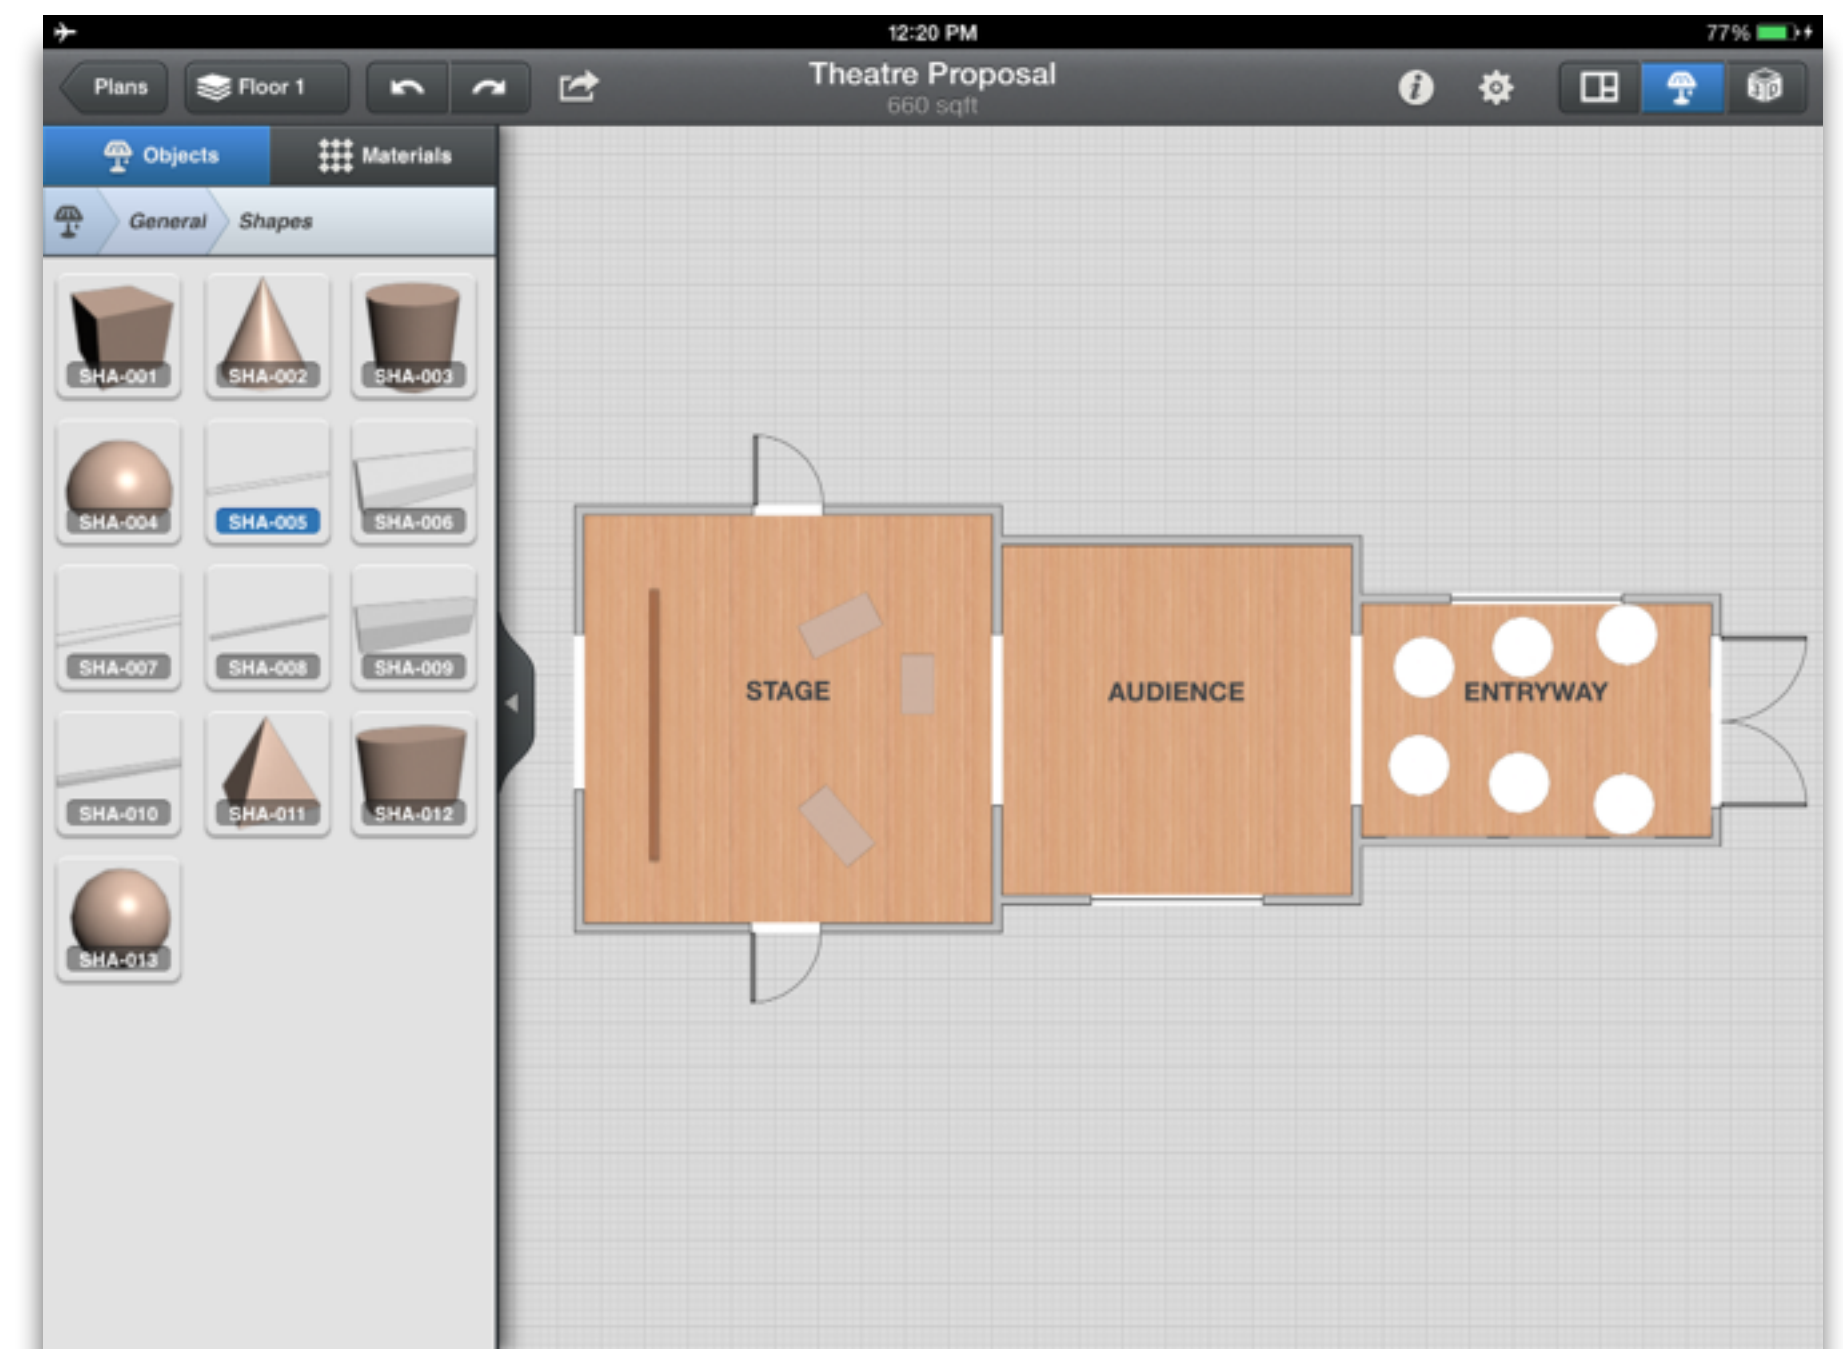 12:20 PM
77%
Plans
Floor 1
Theatre Proposal
660 sqft
3D
Objects
Materials
General
Shapes
SHA-001
SHA-002
SHA-003
SHA-004
SHA-005
SHA-006
SHA-007
SHA-008
SHA-009
SHA-010
SHA-011
SHA-012
SHA-013
STAGE
AUDIENCE
ENTRYWAY